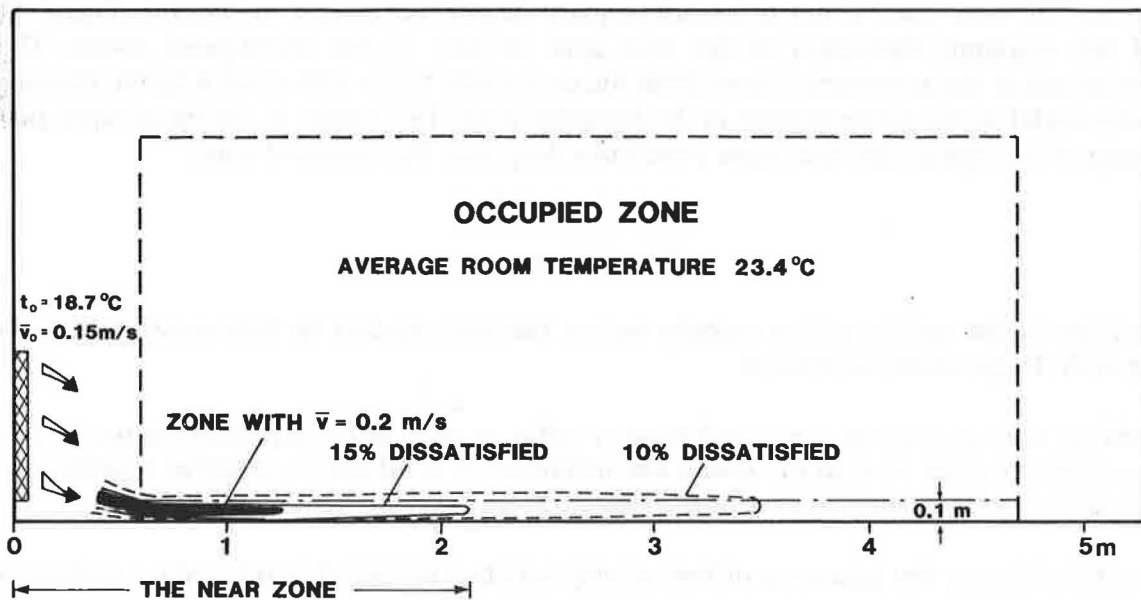 OCCUPIED ZONE
AVERAGE ROOM TEMPERATURE 23.4°C
t₀ = 18.7°C
v̄₀ = 0.15m/s
ZONE WITH v̄ = 0.2 m/s
15% DISSATISFIED 10% DISSATISFIED
0.1 m
0 1 2 3 4 5m
THE NEAR ZONE